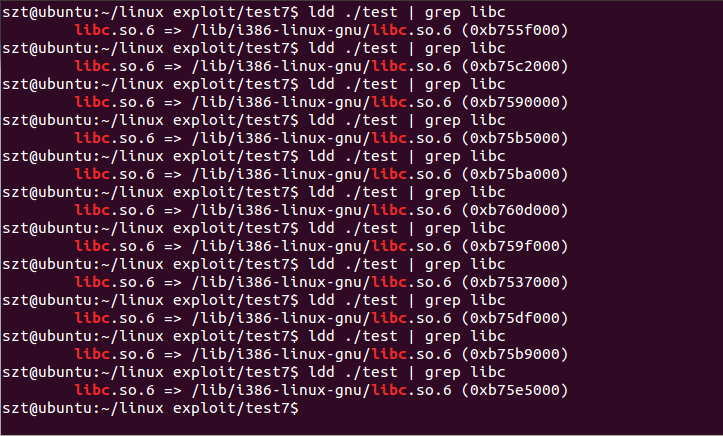 szt@ubuntu:~/linux exploit/test7$ ldd ./test | grep libc
libc.so.6 => /lib/i386-linux-gnu/libc.so.6 (0xb755f000)
szt@ubuntu:~/linux exploit/test7$ ldd ./test | grep libc
libc.so.6 => /lib/i386-linux-gnu/libc.so.6 (0xb75c2000)
szt@ubuntu:~/linux exploit/test7$ ldd ./test | grep libc
libc.so.6 => /lib/i386-linux-gnu/libc.so.6 (0xb7590000)
szt@ubuntu:~/linux exploit/test7$ ldd ./test | grep libc
libc.so.6 => /lib/i386-linux-gnu/libc.so.6 (0xb75b5000)
szt@ubuntu:~/linux exploit/test7$ ldd ./test | grep libc
libc.so.6 => /lib/i386-linux-gnu/libc.so.6 (0xb75ba000)
szt@ubuntu:~/linux exploit/test7$ ldd ./test | grep libc
libc.so.6 => /lib/i386-linux-gnu/libc.so.6 (0xb760d000)
szt@ubuntu:~/linux exploit/test7$ ldd ./test | grep libc
libc.so.6 => /lib/i386-linux-gnu/libc.so.6 (0xb759f000)
szt@ubuntu:~/linux exploit/test7$ ldd ./test | grep libc
libc.so.6 => /lib/i386-linux-gnu/libc.so.6 (0xb7537000)
szt@ubuntu:~/linux exploit/test7$ ldd ./test | grep libc
libc.so.6 => /lib/i386-linux-gnu/libc.so.6 (0xb75df000)
szt@ubuntu:~/linux exploit/test7$ ldd ./test | grep libc
libc.so.6 => /lib/i386-linux-gnu/libc.so.6 (0xb75b9000)
szt@ubuntu:~/linux exploit/test7$ ldd ./test | grep libc
libc.so.6 => /lib/i386-linux-gnu/libc.so.6 (0xb75e5000)
szt@ubuntu:~/linux exploit/test7$